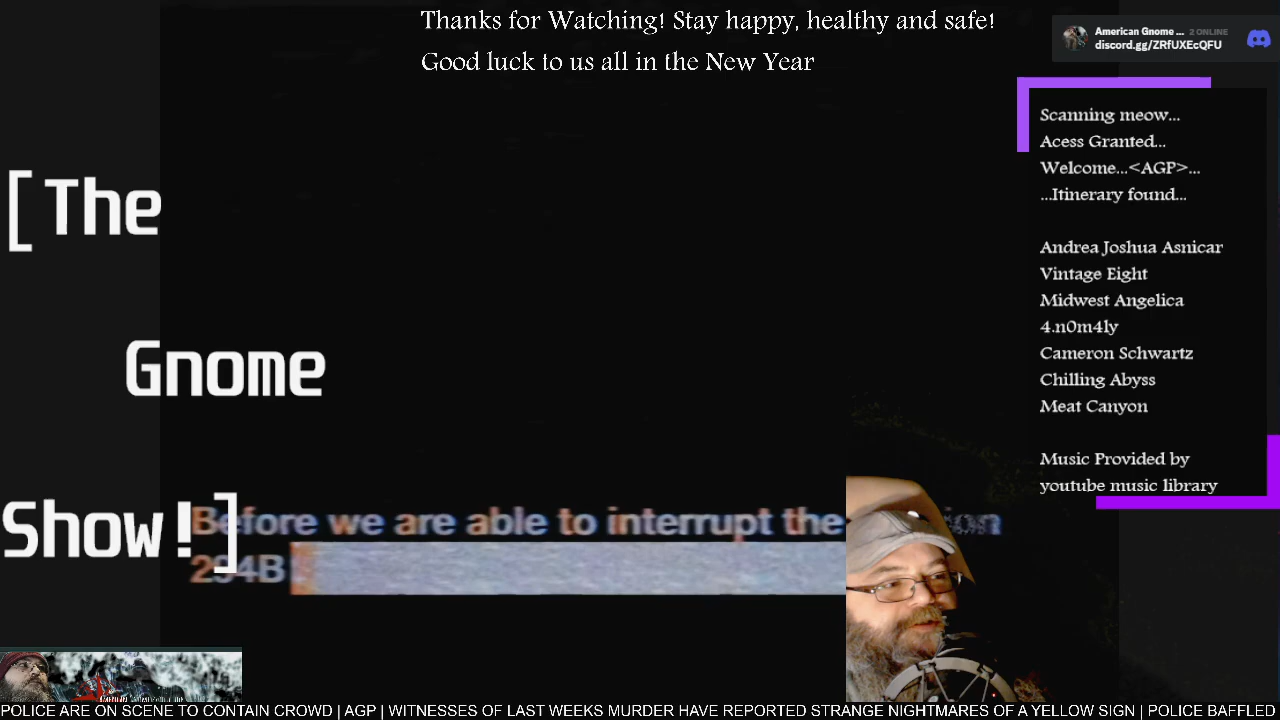 Thanks for Watching! Stay happy, healthy and safe!
Good luck to us all in the New Year
American Gnome ... 2 ONLINE
discord.gg/ZRfUXEcQFU
Scanning meow...
Acess Granted...
Welcome...<AGP>...
...Itinerary found...
Andrea Joshua Asnicar
Vintage Eight
Midwest Angelica
4.n0m4ly
Cameron Schwartz
Chilling Abyss
Meat Canyon
Music Provided by
youtube music library
[The
Gnome
Show!]
Before we are able to interrupt the
294B
POLICE ARE ON SCENE TO CONTAIN CROWD | AGP | WITNESSES OF LAST WEEKS MURDER HAVE REPORTED STRANGE NIGHTMARES OF A YELLOW SIGN | POLICE BAFFLED